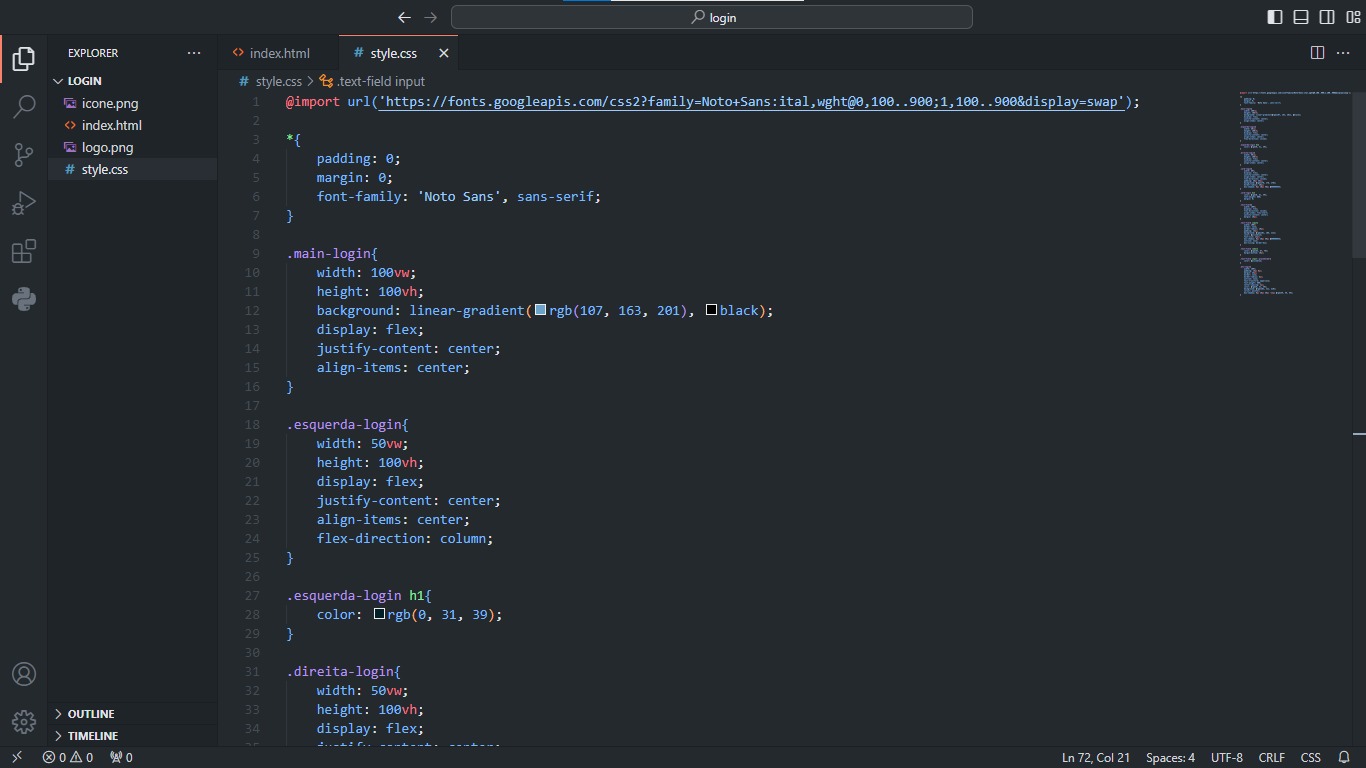 login
EXPLORER
LOGIN
icone.png
index.html
logo.png
style.css
OUTLINE
TIMELINE
index.html
style.css
style.css > .text-field input
1 @import url('https://fonts.googleapis.com/css2?family=Noto+Sans:ital,wght@0,100..900;1,100..900&display=swap');
2
3 *{
4 padding: 0;
5 margin: 0;
6 font-family: 'Noto Sans', sans-serif;
7 }
8
9 .main-login{
10 width: 100vw;
11 height: 100vh;
12 background: linear-gradient(rgb(107, 163, 201), black);
13 display: flex;
14 justify-content: center;
15 align-items: center;
16 }
17
18 .esquerda-login{
19 width: 50vw;
20 height: 100vh;
21 display: flex;
22 justify-content: center;
23 align-items: center;
24 flex-direction: column;
25 }
26
27 .esquerda-login h1{
28 color: rgb(0, 31, 39);
29 }
30
31 .direita-login{
32 width: 50vw;
33 height: 100vh;
34 display: flex;
0 0 0
Ln 72, Col 21 Spaces: 4 UTF-8 CRLF CSS